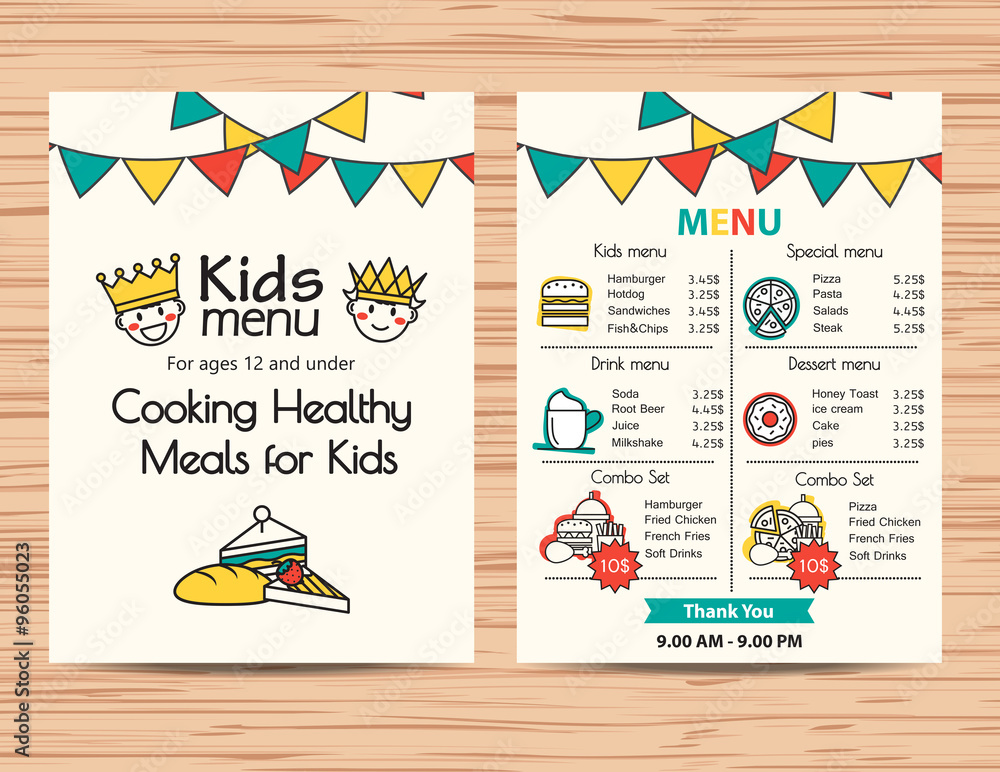 Kids
menu
For ages 12 and under
Cooking Healthy
Meals for Kids
MENU
Kids menu
Hamburger 3.45$
Hotdog 3.25$
Sandwiches 3.45$
Fish&Chips 3.25$
Special menu
Pizza 5.25$
Pasta 4.25$
Salads 4.45$
Steak 5.25$
Drink menu
Soda 3.25$
Root Beer 4.45$
Juice 3.25$
Milkshake 4.25$
Dessert menu
Honey Toast 3.25$
ice cream 3.25$
Cake 3.25$
pies 3.25$
Combo Set
Hamburger
Fried Chicken
French Fries
Soft Drinks
10$
Combo Set
Pizza
Fried Chicken
French Fries
Soft Drinks
10$
Thank You
9.00 AM - 9.00 PM
Adobe Stock | #96055023